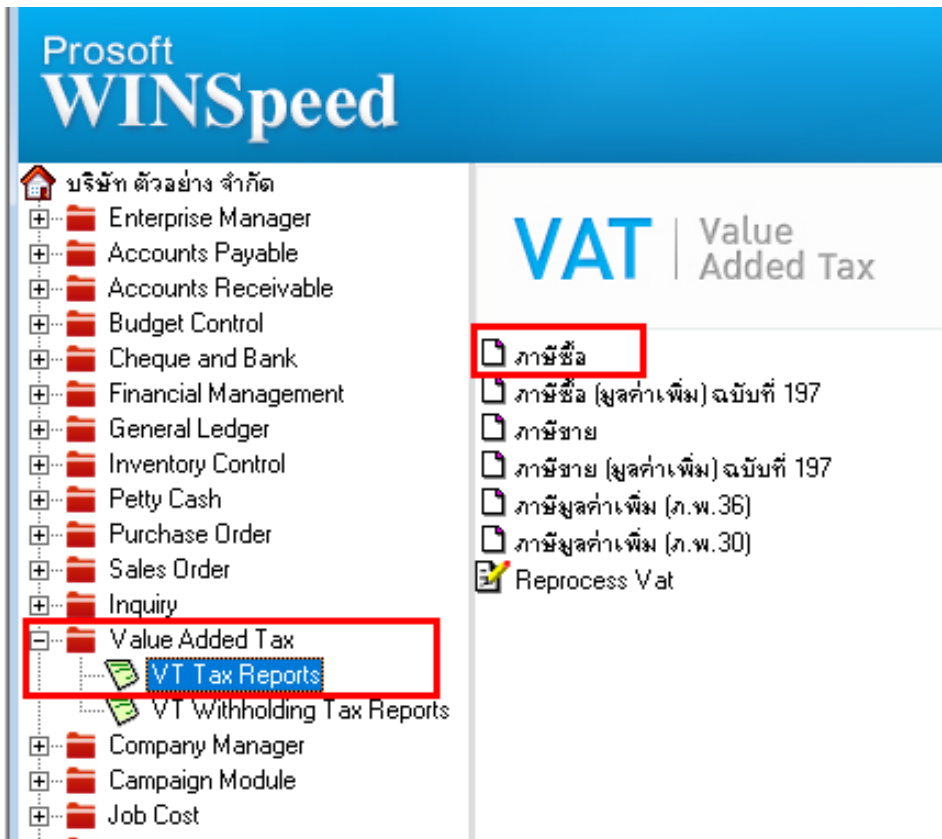 Prosoft
WINSpeed
บริษัท ตัวอย่าง จำกัด
Enterprise Manager
Accounts Payable
Accounts Receivable
Budget Control
Cheque and Bank
Financial Management
General Ledger
Inventory Control
Petty Cash
Purchase Order
Sales Order
Inquiry
Value Added Tax
VT Tax Reports
VT Withholding Tax Reports
Company Manager
Campaign Module
Job Cost
VAT
Value
Added Tax
ภาษีซื้อ
ภาษีซื้อ (มูลค่าเพิ่ม) ฉบับที่ 197
ภาษีขาย
ภาษีขาย (มูลค่าเพิ่ม) ฉบับที่ 197
ภาษีมูลค่าเพิ่ม (ภ.พ.36)
ภาษีมูลค่าเพิ่ม (ภ.พ.30)
Reprocess Vat